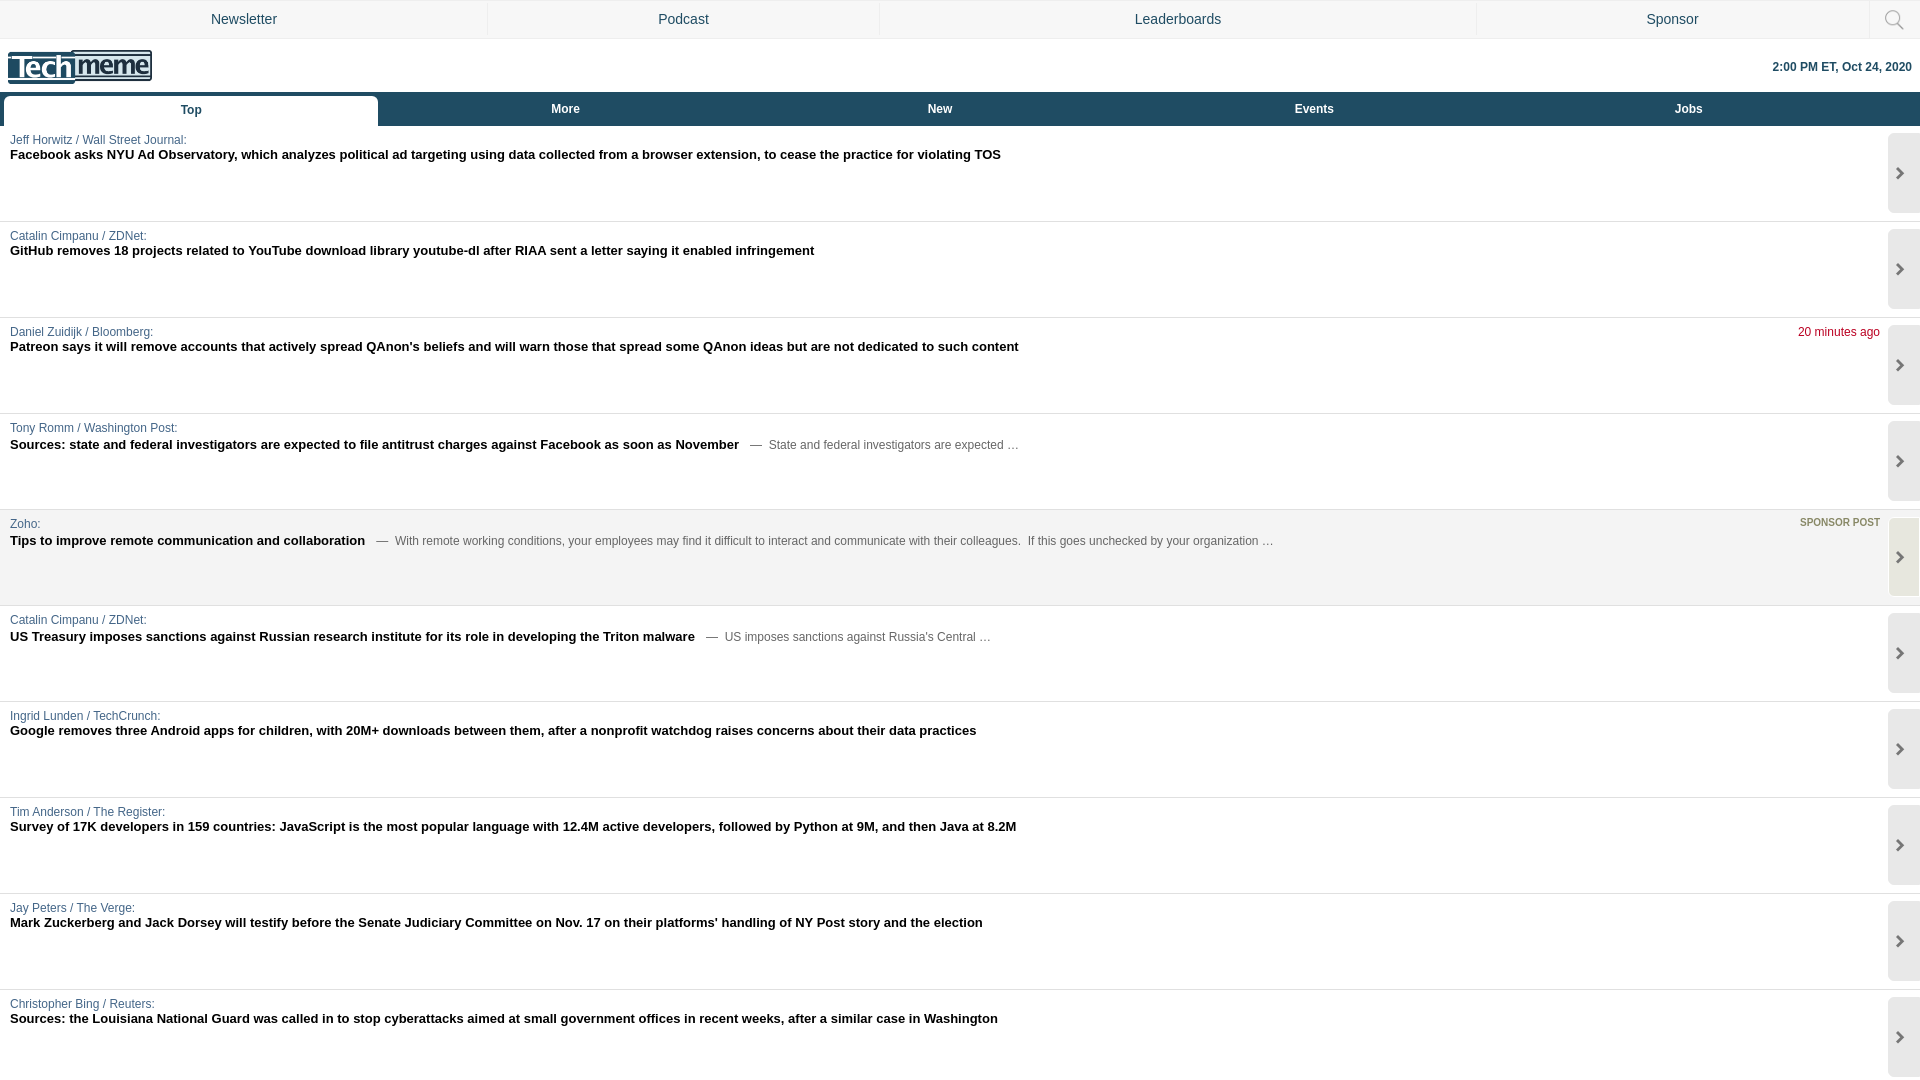 Newsletter
Podcast
Leaderboards
Sponsor
Techmeme
2:00 PM ET, Oct 24, 2020
Top
More
New
Events
Jobs
Jeff Horwitz / Wall Street Journal:
Facebook asks NYU Ad Observatory, which analyzes political ad targeting using data collected from a browser extension, to cease the practice for violating TOS
Catalin Cimpanu / ZDNet:
GitHub removes 18 projects related to YouTube download library youtube-dl after RIAA sent a letter saying it enabled infringement
Daniel Zuidijk / Bloomberg:
20 minutes ago
Patreon says it will remove accounts that actively spread QAnon's beliefs and will warn those that spread some QAnon ideas but are not dedicated to such content
Tony Romm / Washington Post:
Sources: state and federal investigators are expected to file antitrust charges against Facebook as soon as November — State and federal investigators are expected …
Zoho:
SPONSOR POST
Tips to improve remote communication and collaboration — With remote working conditions, your employees may find it difficult to interact and communicate with their colleagues. If this goes unchecked by your organization …
Catalin Cimpanu / ZDNet:
US Treasury imposes sanctions against Russian research institute for its role in developing the Triton malware — US imposes sanctions against Russia's Central …
Ingrid Lunden / TechCrunch:
Google removes three Android apps for children, with 20M+ downloads between them, after a nonprofit watchdog raises concerns about their data practices
Tim Anderson / The Register:
Survey of 17K developers in 159 countries: JavaScript is the most popular language with 12.4M active developers, followed by Python at 9M, and then Java at 8.2M
Jay Peters / The Verge:
Mark Zuckerberg and Jack Dorsey will testify before the Senate Judiciary Committee on Nov. 17 on their platforms' handling of NY Post story and the election
Christopher Bing / Reuters:
Sources: the Louisiana National Guard was called in to stop cyberattacks aimed at small government offices in recent weeks, after a similar case in Washington